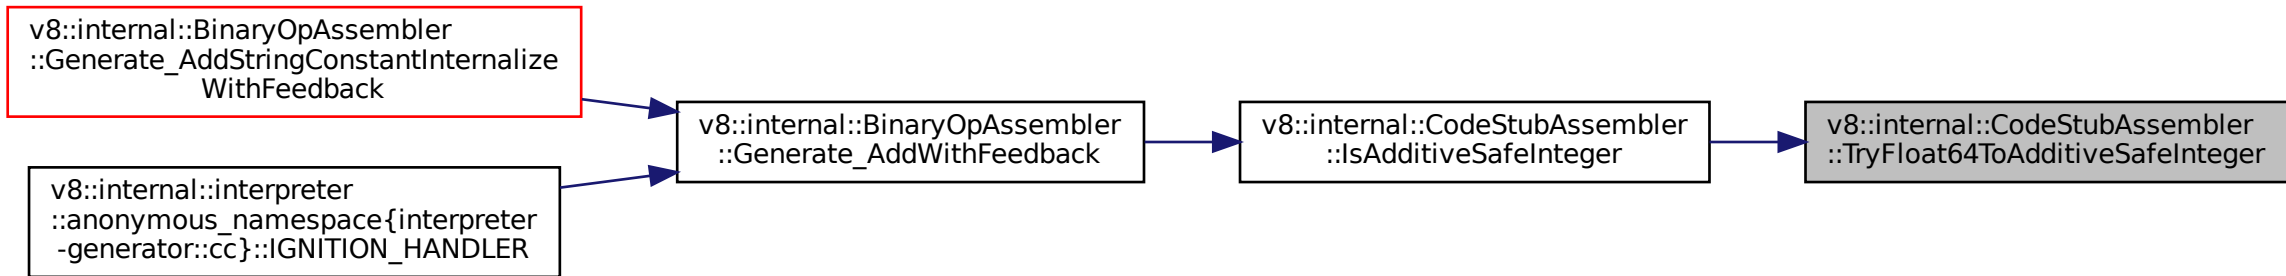 v8::internal::BinaryOpAssembler
::Generate_AddStringConstantInternalize
WithFeedback
v8::internal::interpreter
::anonymous_namespace{interpreter
-generator::cc}::IGNITION_HANDLER
v8::internal::BinaryOpAssembler
::Generate_AddWithFeedback
v8::internal::CodeStubAssembler
::IsAdditiveSafeInteger
v8::internal::CodeStubAssembler
::TryFloat64ToAdditiveSafeInteger